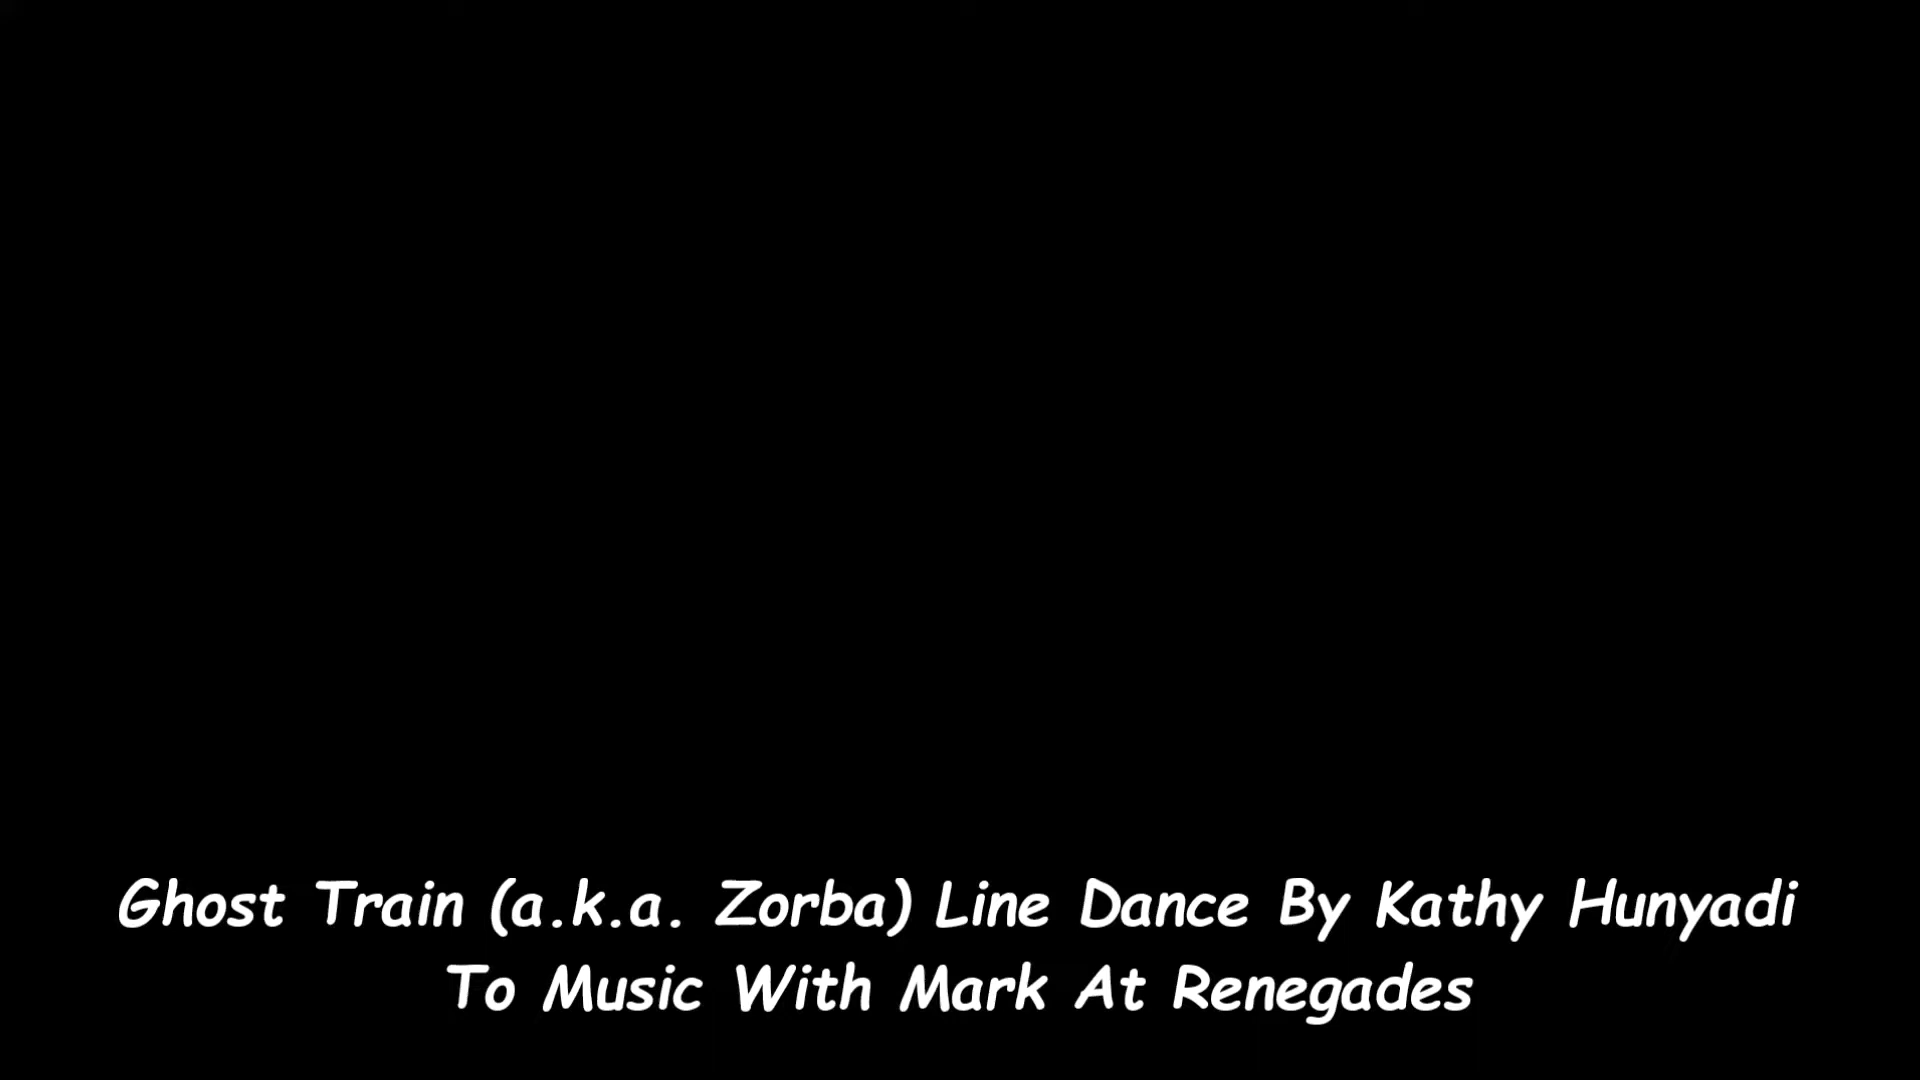 Ghost Train (a.k.a. Zorba) Line Dance By Kathy Hunyadi
To Music With Mark At Renegades